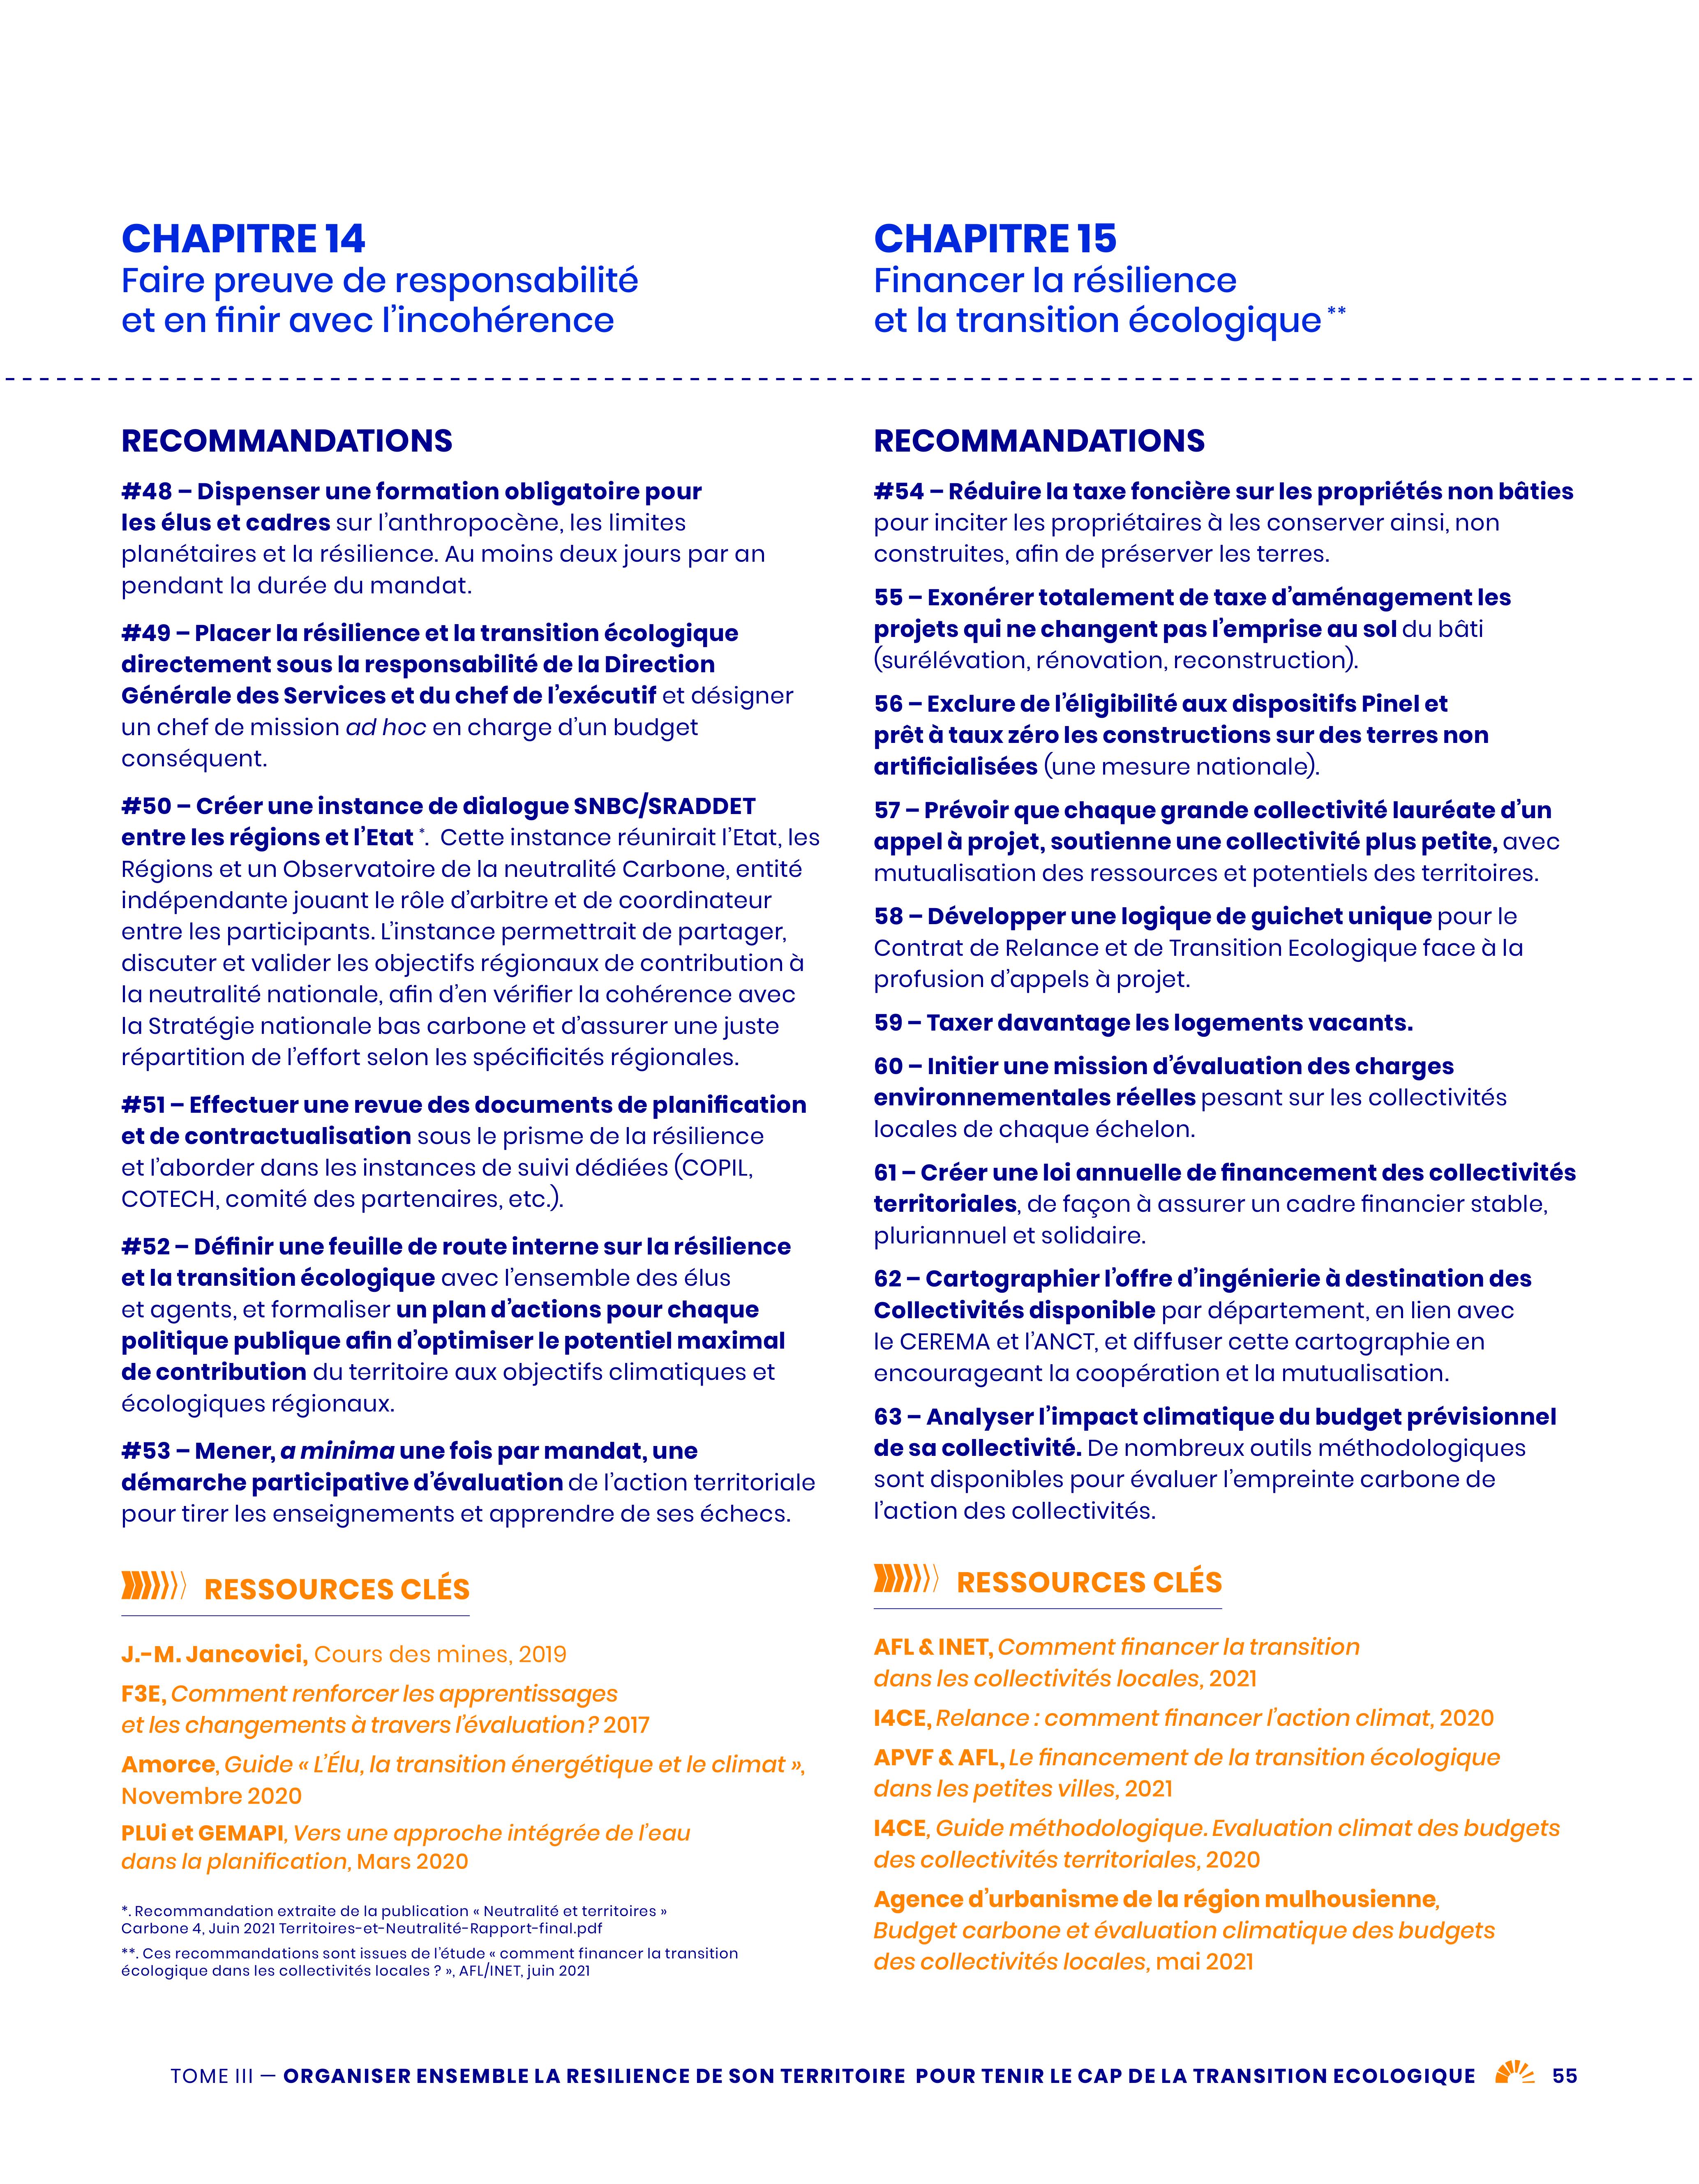 CHAPITRE 14
Faire preuve de responsabilité
et en finir avec l’incohérence
RECOMMANDATIONS
#48 – Dispenser une formation obligatoire pour
les élus et cadres sur l’anthropocène, les limites
planétaires et la résilience. Au moins deux jours par an
pendant la durée du mandat.
#49 – Placer la résilience et la transition écologique
directement sous la responsabilité de la Direction
Générale des Services et du chef de l’exécutif et désigner
un chef de mission ad hoc en charge d’un budget
conséquent.
#50 – Créer une instance de dialogue SNBC/SRADDET
entre les régions et l’Etat *. Cette instance réunirait l’Etat, les
Régions et un Observatoire de la neutralité Carbone, entité
indépendante jouant le rôle d’arbitre et de coordinateur
entre les participants. L’instance permettrait de partager,
discuter et valider les objectifs régionaux de contribution à
la neutralité nationale, afin d’en vérifier la cohérence avec
la Stratégie nationale bas carbone et d’assurer une juste
répartition de l’effort selon les spécificités régionales.
#51 – Effectuer une revue des documents de planification
et de contractualisation sous le prisme de la résilience
et l’aborder dans les instances de suivi dédiées (COPIL,
COTECH, comité des partenaires, etc.).
#52 – Définir une feuille de route interne sur la résilience
et la transition écologique avec l’ensemble des élus
et agents, et formaliser un plan d’actions pour chaque
politique publique afin d’optimiser le potentiel maximal
de contribution du territoire aux objectifs climatiques et
écologiques régionaux.
#53 – Mener, a minima une fois par mandat, une
démarche participative d’évaluation de l’action territoriale
pour tirer les enseignements et apprendre de ses échecs.
RESSOURCES CLÉS
J.-M. Jancovici, Cours des mines, 2019
F3E, Comment renforcer les apprentissages
et les changements à travers l’évaluation ? 2017
Amorce, Guide « L’Élu, la transition énergétique et le climat »,
Novembre 2020
PLUi et GEMAPI, Vers une approche intégrée de l’eau
dans la planification, Mars 2020
*. Recommandation extraite de la publication « Neutralité et territoires »
Carbone 4, Juin 2021 Territoires-et-Neutralité-Rapport-final.pdf
**. Ces recommandations sont issues de l’étude « comment financer la transition
écologique dans les collectivités locales ? », AFL/INET, juin 2021
CHAPITRE 15
Financer la résilience
et la transition écologique **
RECOMMANDATIONS
#54 – Réduire la taxe foncière sur les propriétés non bâties
pour inciter les propriétaires à les conserver ainsi, non
construites, afin de préserver les terres.
55 – Exonérer totalement de taxe d’aménagement les
projets qui ne changent pas l’emprise au sol du bâti
(surélévation, rénovation, reconstruction).
56 – Exclure de l’éligibilité aux dispositifs Pinel et
prêt à taux zéro les constructions sur des terres non
artificialisées (une mesure nationale).
57 – Prévoir que chaque grande collectivité lauréate d’un
appel à projet, soutienne une collectivité plus petite, avec
mutualisation des ressources et potentiels des territoires.
58 – Développer une logique de guichet unique pour le
Contrat de Relance et de Transition Ecologique face à la
profusion d’appels à projet.
59 – Taxer davantage les logements vacants.
60 – Initier une mission d’évaluation des charges
environnementales réelles pesant sur les collectivités
locales de chaque échelon.
61 – Créer une loi annuelle de financement des collectivités
territoriales, de façon à assurer un cadre financier stable,
pluriannuel et solidaire.
62 – Cartographier l’offre d’ingénierie à destination des
Collectivités disponible par département, en lien avec
le CEREMA et l’ANCT, et diffuser cette cartographie en
encourageant la coopération et la mutualisation.
63 – Analyser l’impact climatique du budget prévisionnel
de sa collectivité. De nombreux outils méthodologiques
sont disponibles pour évaluer l’empreinte carbone de
l’action des collectivités.
RESSOURCES CLÉS
AFL & INET, Comment financer la transition
dans les collectivités locales, 2021
I4CE, Relance : comment financer l’action climat, 2020
APVF & AFL, Le financement de la transition écologique
dans les petites villes, 2021
I4CE, Guide méthodologique. Evaluation climat des budgets
des collectivités territoriales, 2020
Agence d’urbanisme de la région mulhousienne,
Budget carbone et évaluation climatique des budgets
des collectivités locales, mai 2021
TOME III — ORGANISER ENSEMBLE LA RESILIENCE DE SON TERRITOIRE POUR TENIR LE CAP DE LA TRANSITION ECOLOGIQUE 55